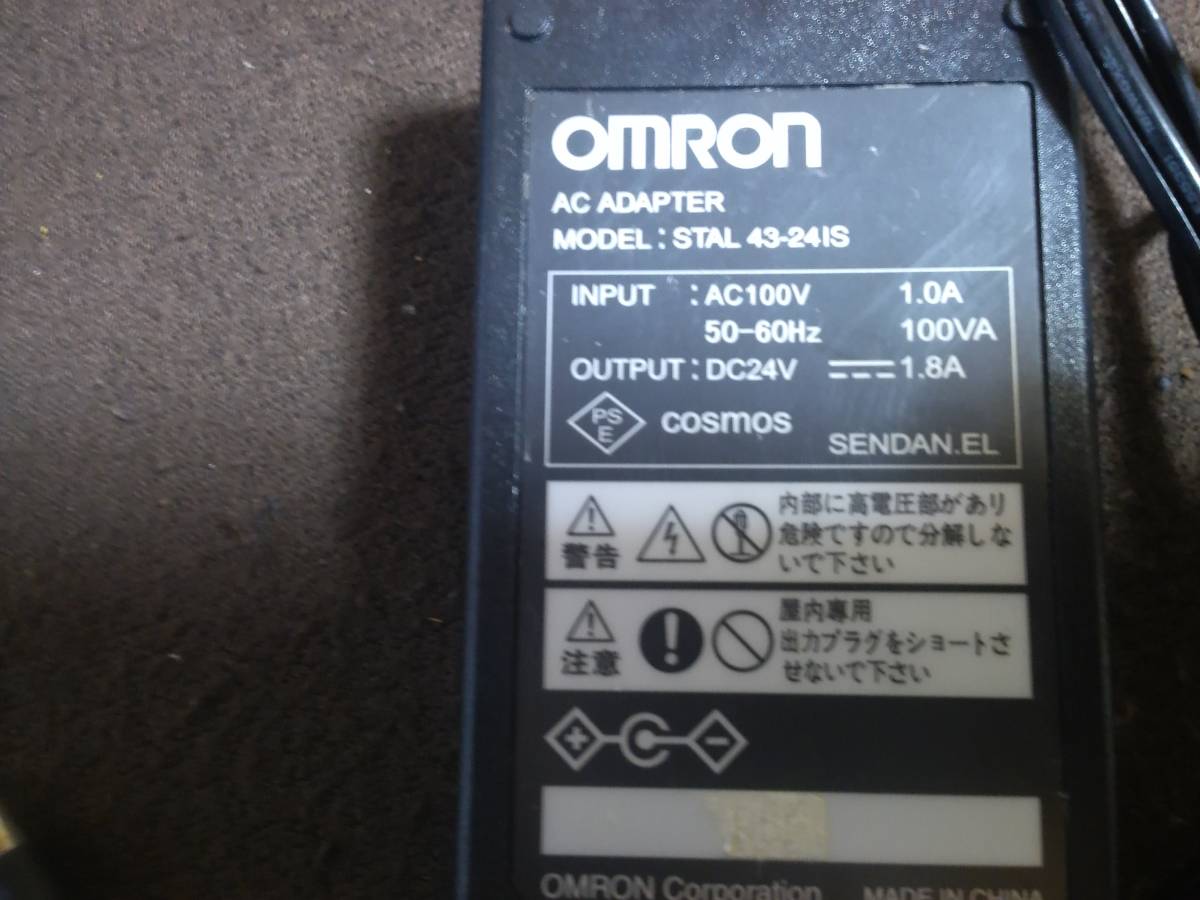 OMRON
AC ADAPTER
MODEL : STAL 43-24IS
INPUT : AC100V 1.0A
50-60Hz 100VA
OUTPUT : DC24V 1.8A
PS
E
cosmos
SENDAN.EL
警告
内部に高電圧部があり
危険ですので分解しな
いで下さい
注意
屋内専用
出力プラグをショートさ
せないで下さい
OMRON Corporation MADE IN CHINA